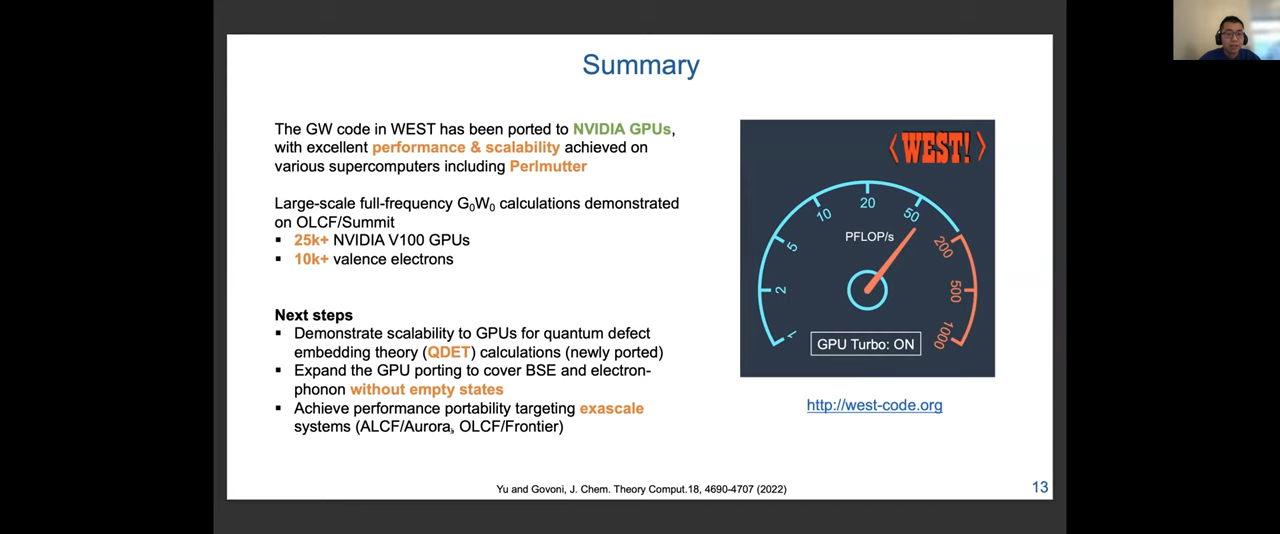 Summary
The GW code in WEST has been ported to NVIDIA GPUs,
with excellent performance & scalability achieved on
various supercomputers including Perlmutter
Large-scale full-frequency G₀W₀ calculations demonstrated
on OLCF/Summit
▪ 25k+ NVIDIA V100 GPUs
▪ 10k+ valence electrons
Next steps
▪ Demonstrate scalability to GPUs for quantum defect
embedding theory (QDET) calculations (newly ported)
▪ Expand the GPU porting to cover BSE and electron-
phonon without empty states
▪ Achieve performance portability targeting exascale
systems (ALCF/Aurora, OLCF/Frontier)
⟨WEST!⟩
1
2
5
10
20
50
200
500
1000
PFLOP/s
GPU Turbo: ON
http://west-code.org
Yu and Govoni, J. Chem. Theory Comput.18, 4690-4707 (2022)
13